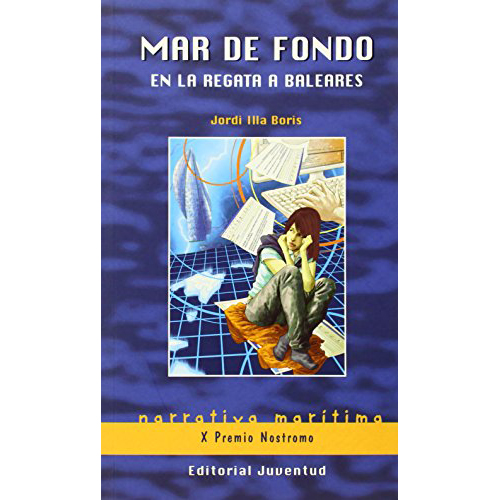 MAR DE FONDO
EN LA REGATA A BALEARES
Jordi Illa Boris
narrativa marítima
X Premio Nostromo
Editorial Juventud